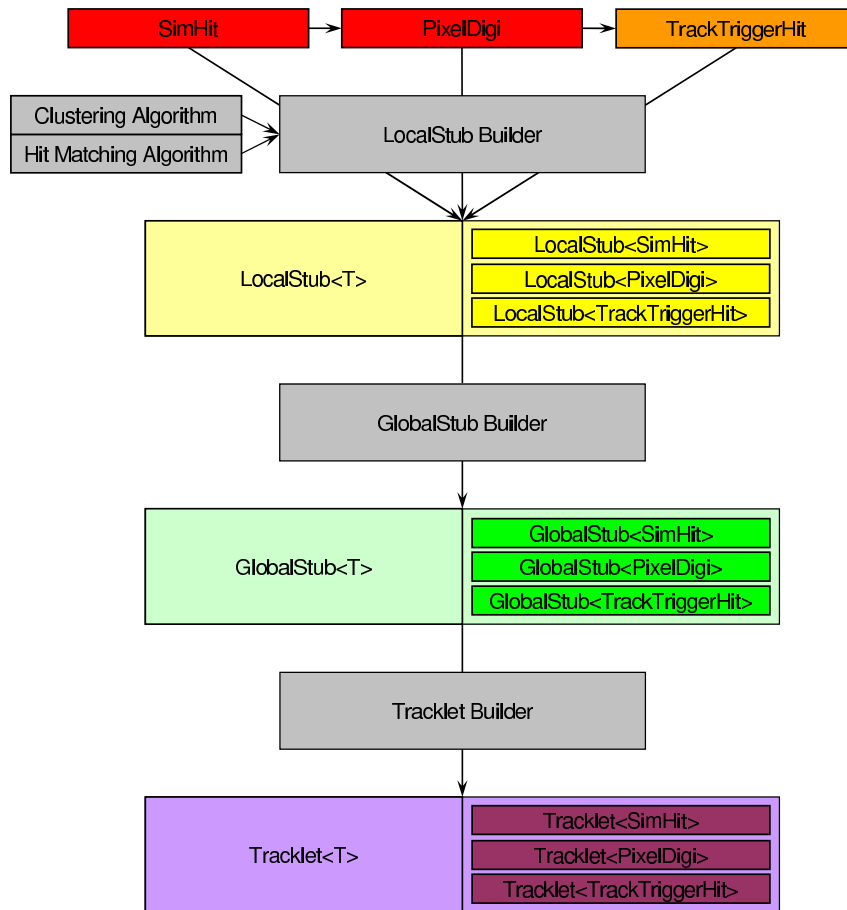 SimHit
PixelDigi
TrackTriggerHit
Clustering Algorithm
Hit Matching Algorithm
LocalStub Builder
LocalStub<T>
LocalStub<SimHit>
LocalStub<PixelDigi>
LocalStub<TrackTriggerHit>
GlobalStub Builder
GlobalStub<T>
GlobalStub<SimHit>
GlobalStub<PixelDigi>
GlobalStub<TrackTriggerHit>
Tracklet Builder
Tracklet<T>
Tracklet<SimHit>
Tracklet<PixelDigi>
Tracklet<TrackTriggerHit>